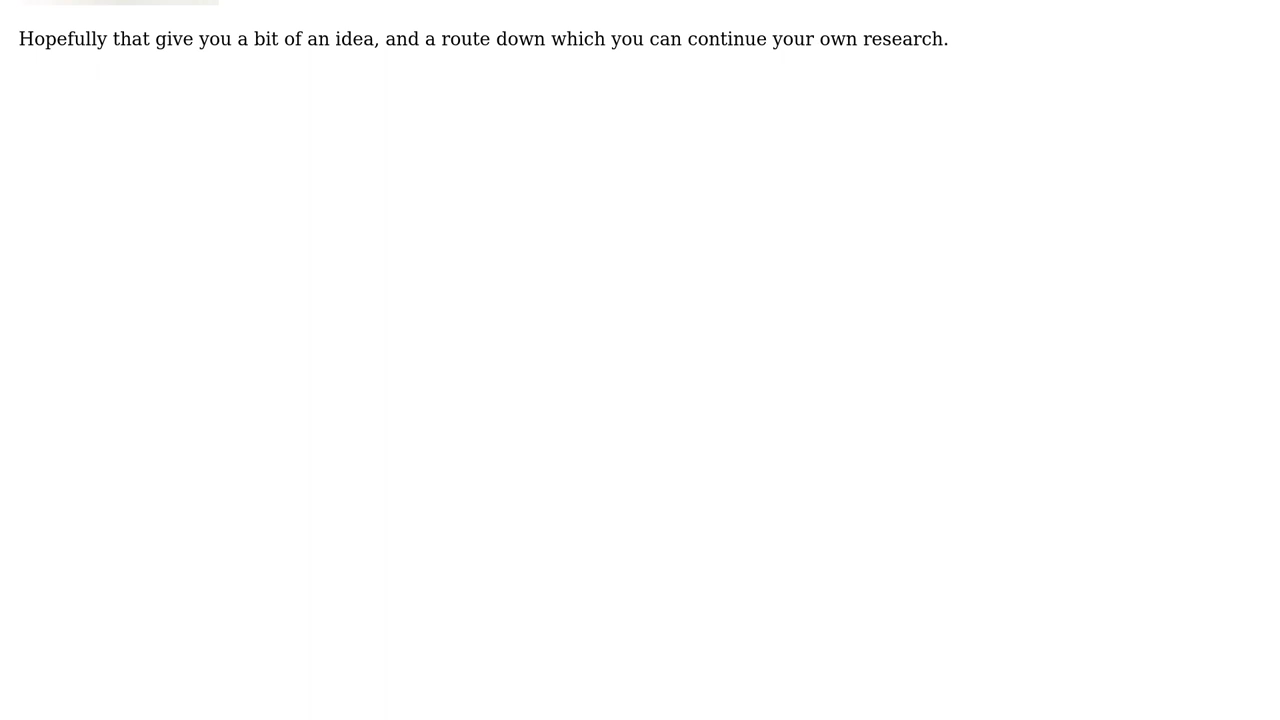 Hopefully that give you a bit of an idea, and a route down which you can continue your own research.